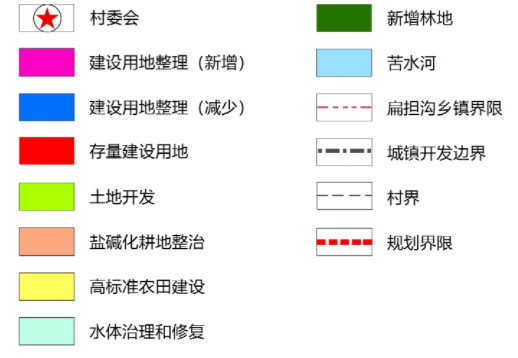 村委会
建设用地整理（新增）
建设用地整理（减少）
存量建设用地
土地开发
盐碱化耕地整治
高标准农田建设
水体治理和修复
新增林地
苦水河
扁担沟乡镇界限
城镇开发边界
村界
规划界限